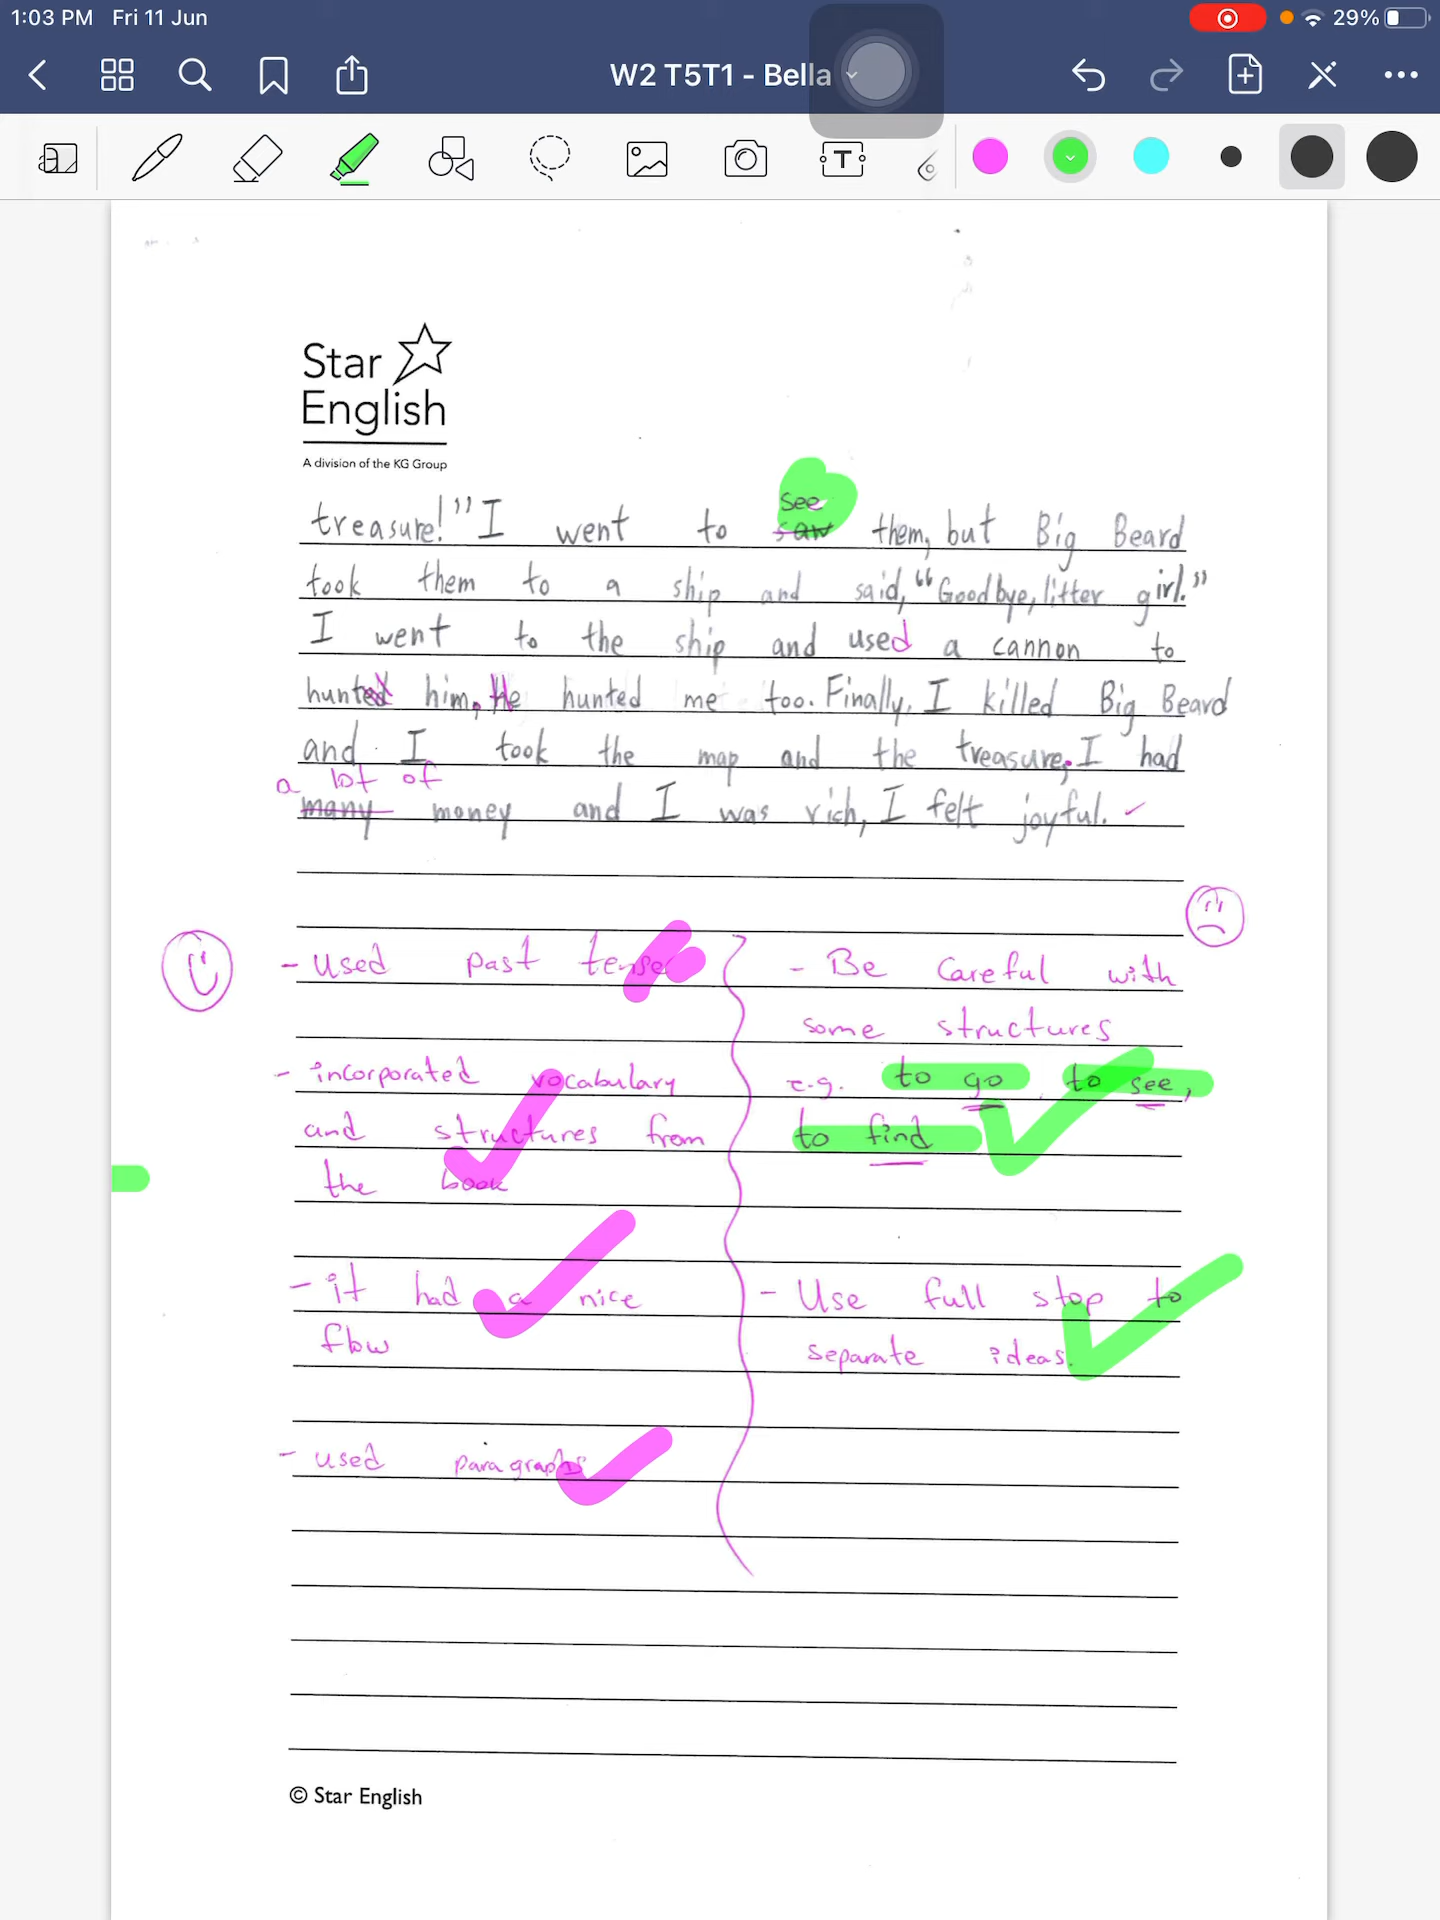 1:03 PM Fri 11 Jun
29%
W2 T5T1 - Bella
T
Star
English
A division of the KG Group
see
treasure!" I went to saw them, but Big Beard
took them to a ship and said, "Goodbye, litter girl."
I went to the ship and used a cannon to
hunted him. He hunted me too. Finally, I killed Big Beard
and I took the map and the treasure. I had
a lot of
many money and I was rich, I felt joyful.
- used past tense
- incorporated vocabulary
and structures from
the book
- it had a nice
flow
- used paragraphs
- Be careful with
some structures
e.g. to go, to see,
to find
- Use full stop to
separate ideas.
© Star English